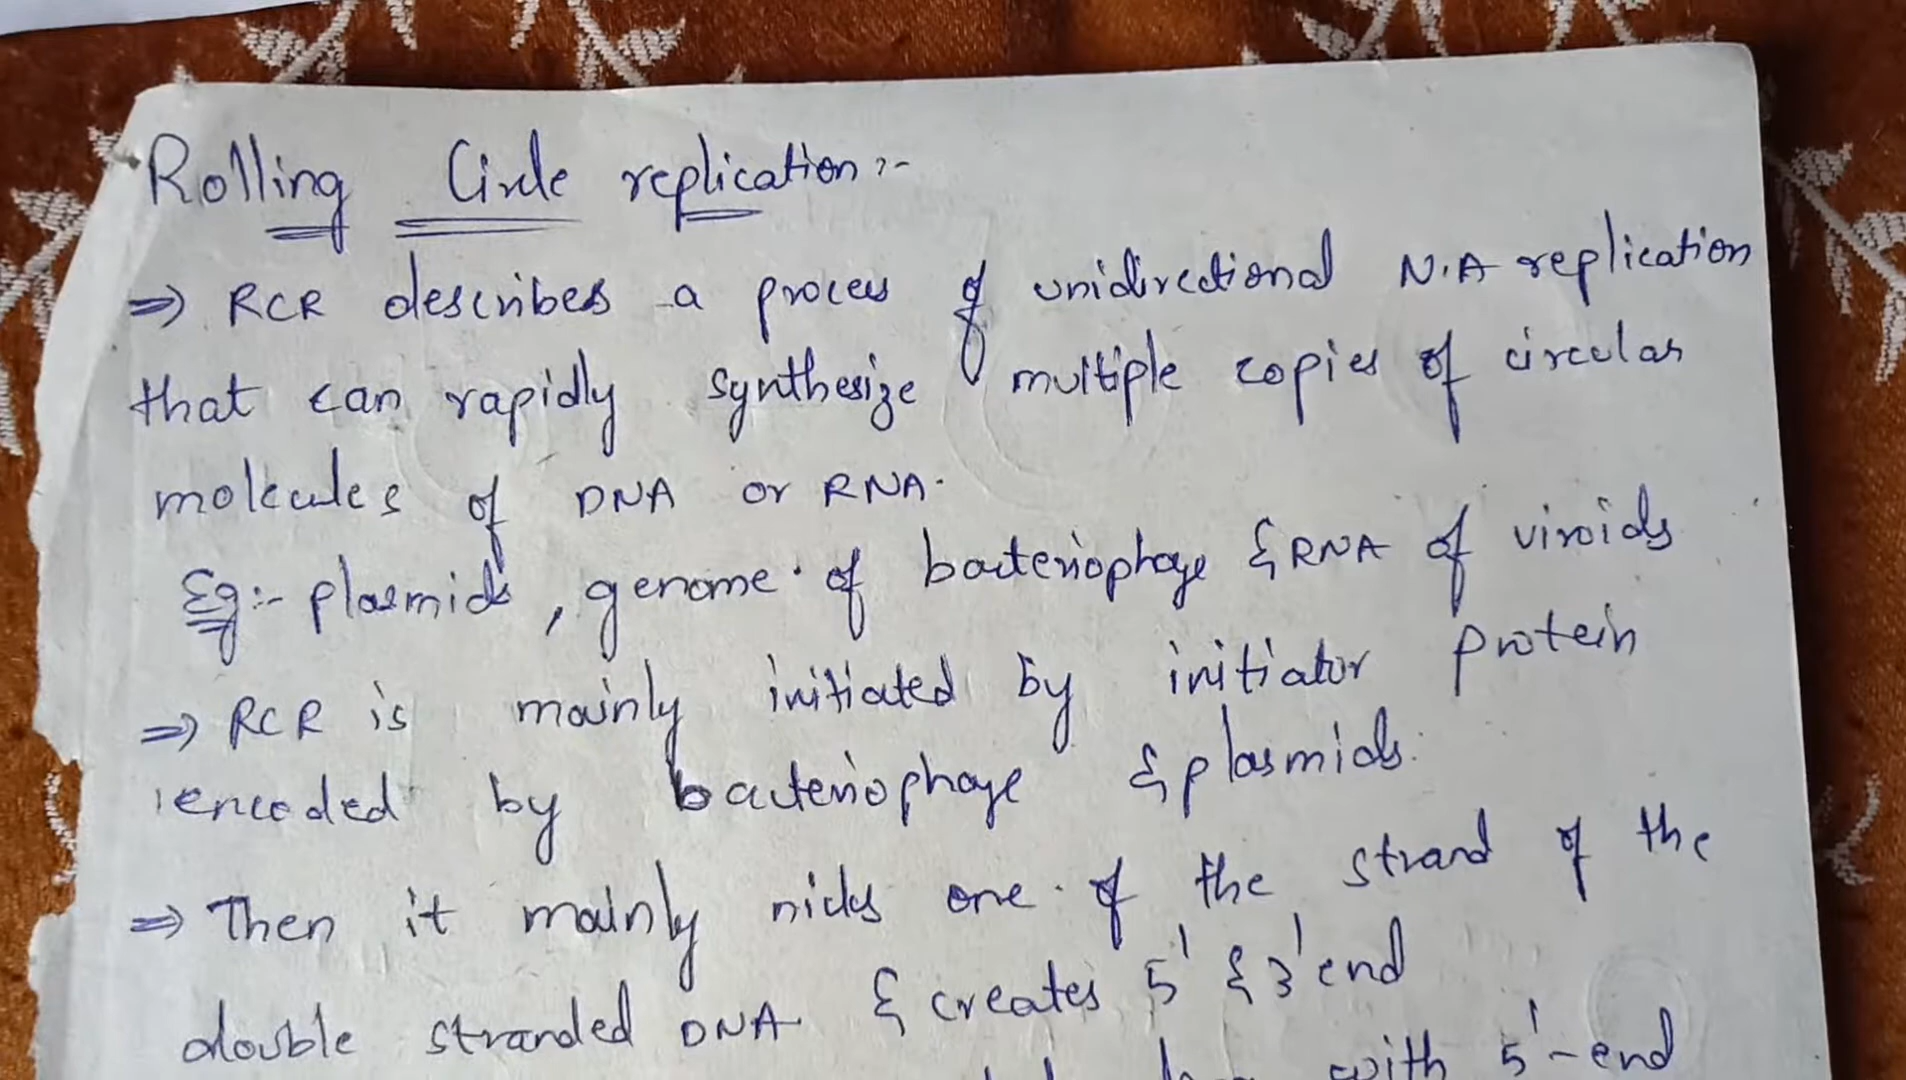 Rolling Circle replication :-
⇒ RCR describes a process of unidirectional N.A replication
that can rapidly synthesize multiple copies of circular
molecules of DNA or RNA.
Eg:- plasmids, genome of bacteriophage & RNA of viroids
⇒ RCR is mainly initiated by initiator protein
encoded by bacteriophage & plasmids.
⇒ Then it mainly nicks one of the strand of the
double stranded DNA & creates 5' & 3' end
with 5'-end